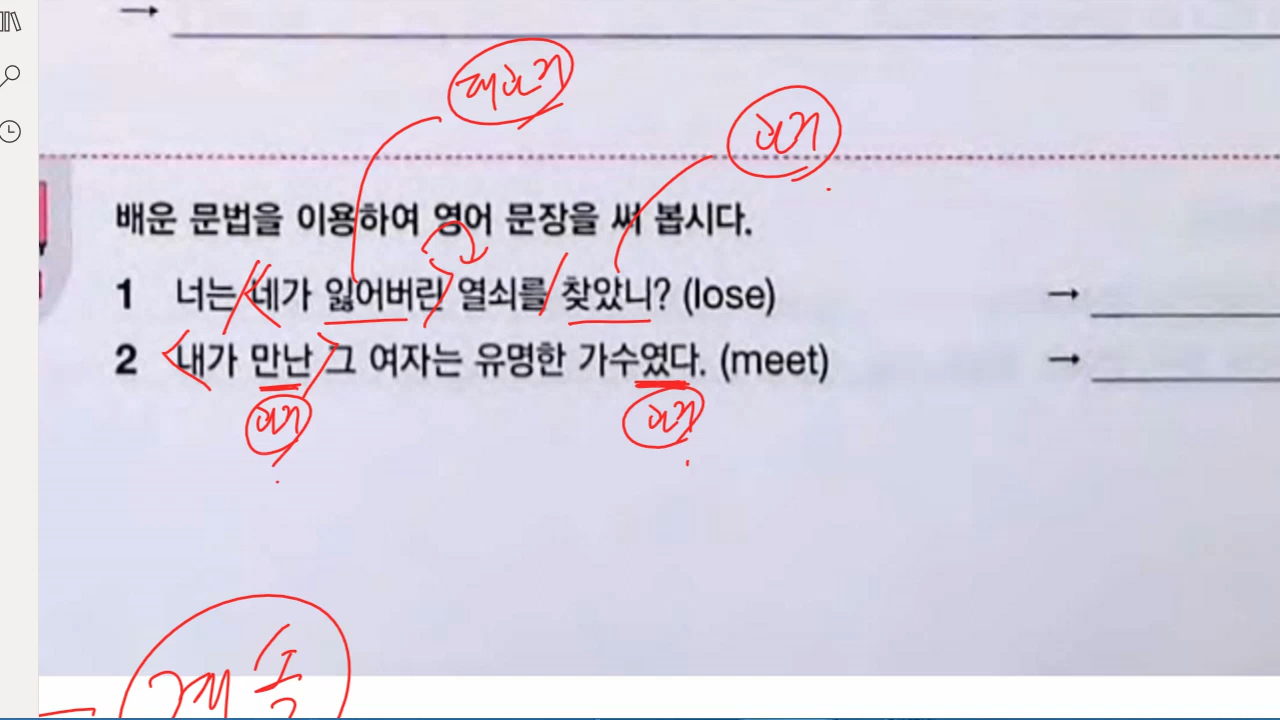 대과거
과거
배운 문법을 이용하여 영어 문장을 써 봅시다.
1 너는 네가 잃어버린 열쇠를 찾았니? (lose) →
2 내가 만난 그 여자는 유명한 가수였다. (meet) →
과거 과거